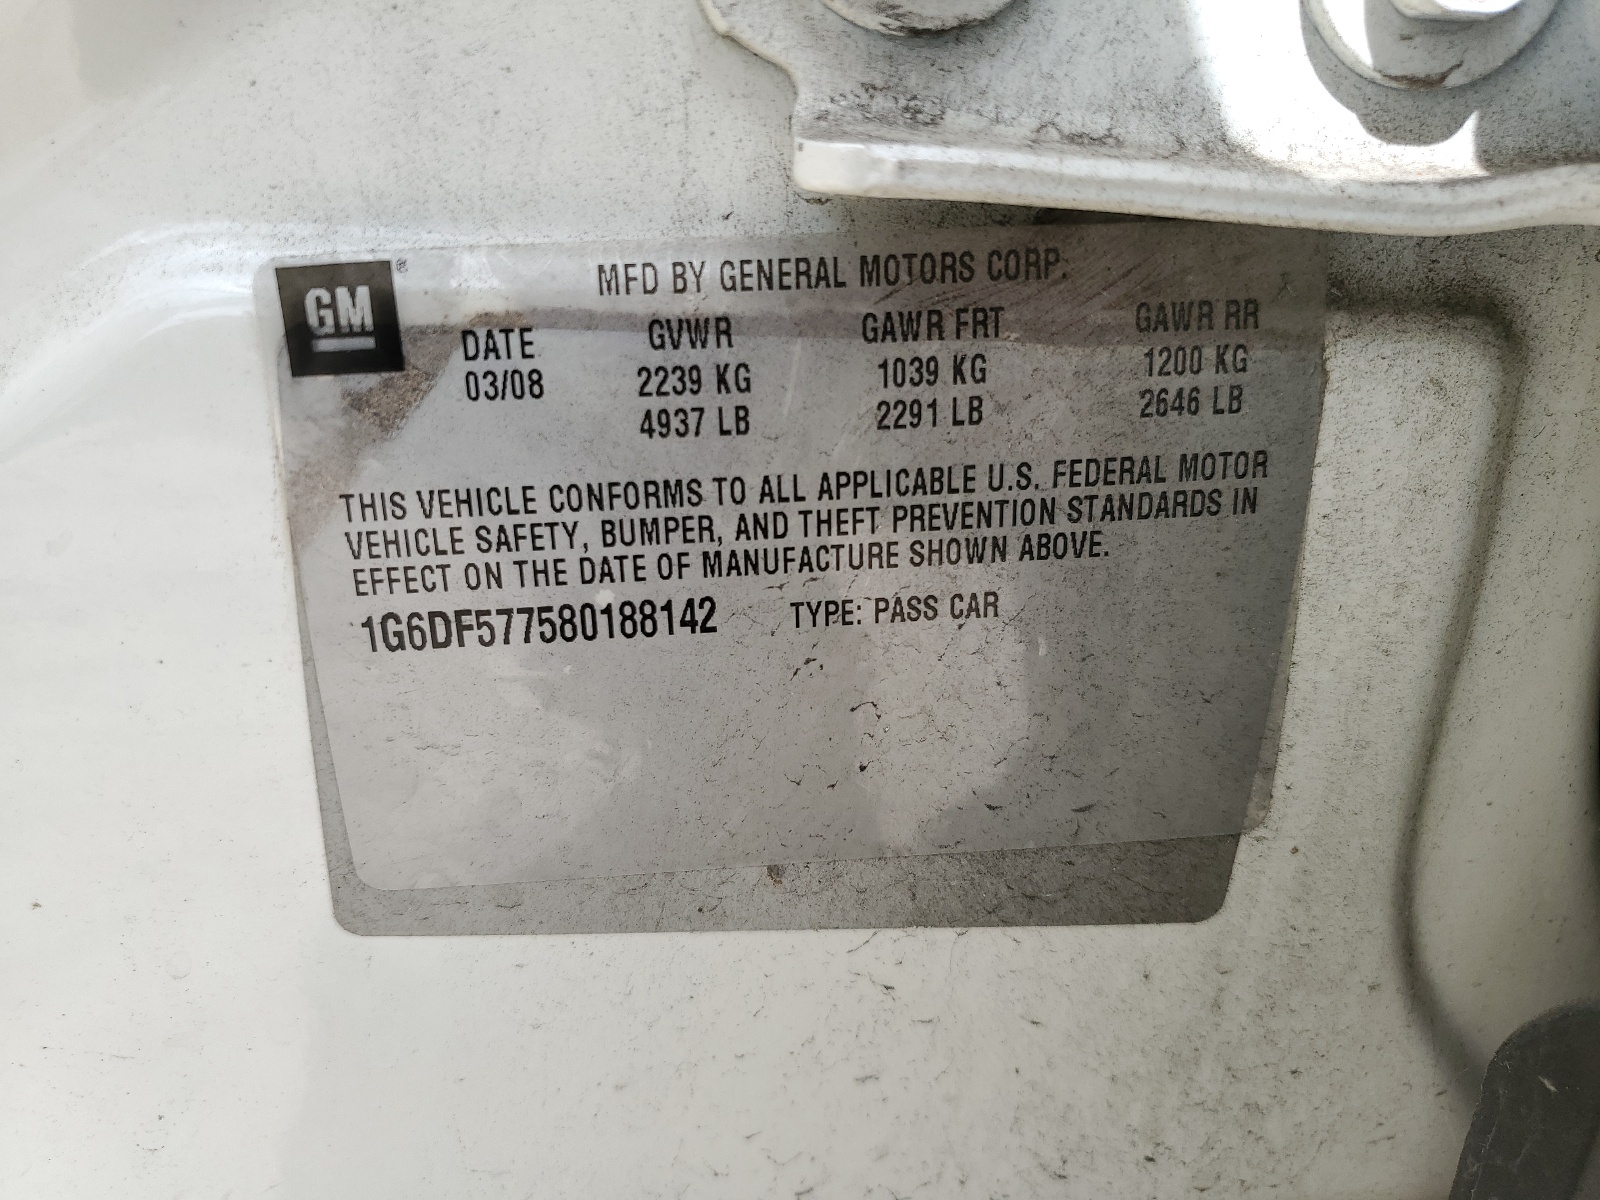 GM ®
MFD BY GENERAL MOTORS CORP.
DATE GVWR GAWR FRT GAWR RR
03/08 2239 KG 1039 KG 1200 KG
4937 LB 2291 LB 2646 LB
THIS VEHICLE CONFORMS TO ALL APPLICABLE U.S. FEDERAL MOTOR
VEHICLE SAFETY, BUMPER, AND THEFT PREVENTION STANDARDS IN
EFFECT ON THE DATE OF MANUFACTURE SHOWN ABOVE.
1G6DF577580188142 TYPE: PASS CAR